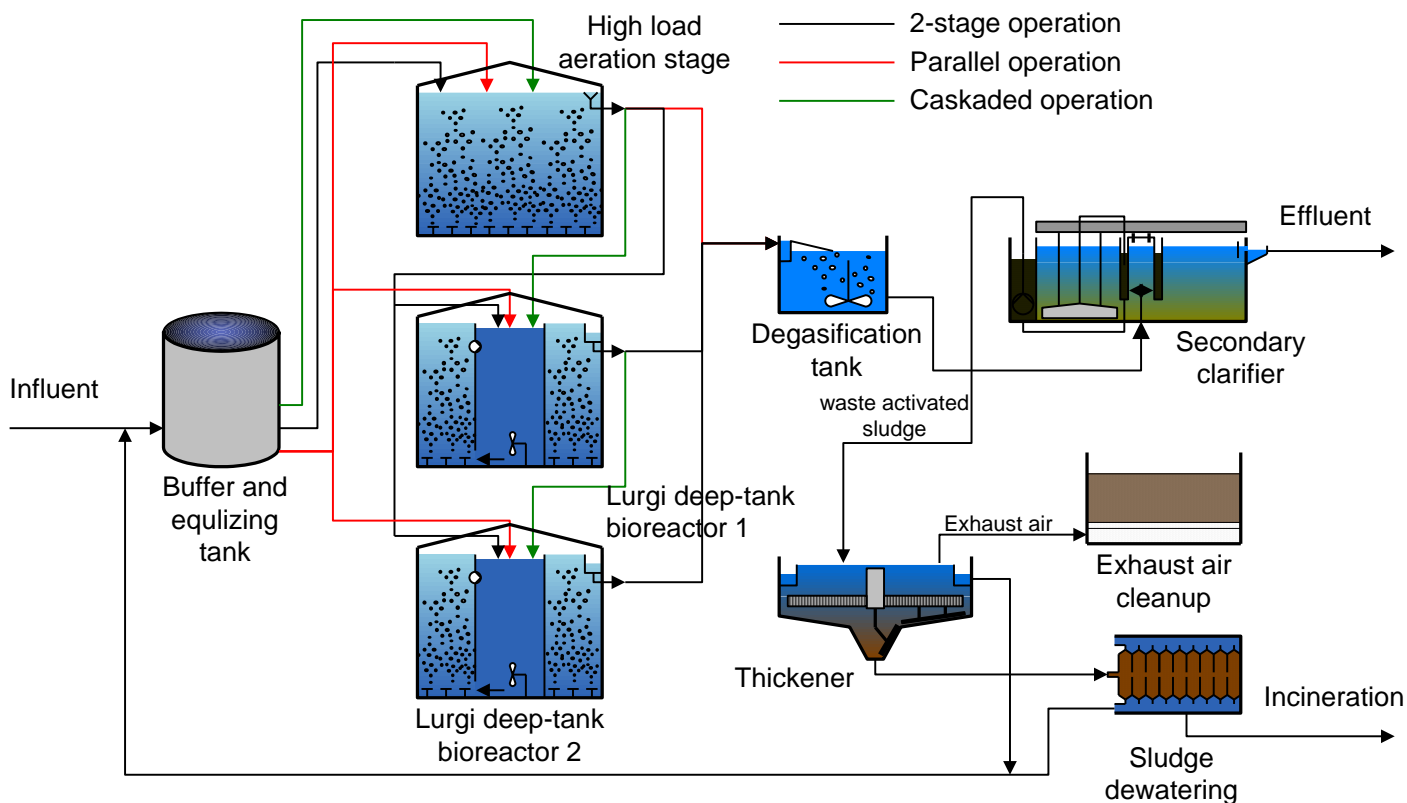 High load
aeration stage
2-stage operation
Parallel operation
Caskaded operation
Effluent
Degasification
tank
Secondary
clarifier
Influent
waste activated
sludge
Buffer and
equlizing
tank
Lurgi deep-tank
bioreactor 1
Exhaust air
Exhaust air
cleanup
Thickener
Incineration
Lurgi deep-tank
bioreactor 2
Sludge
dewatering